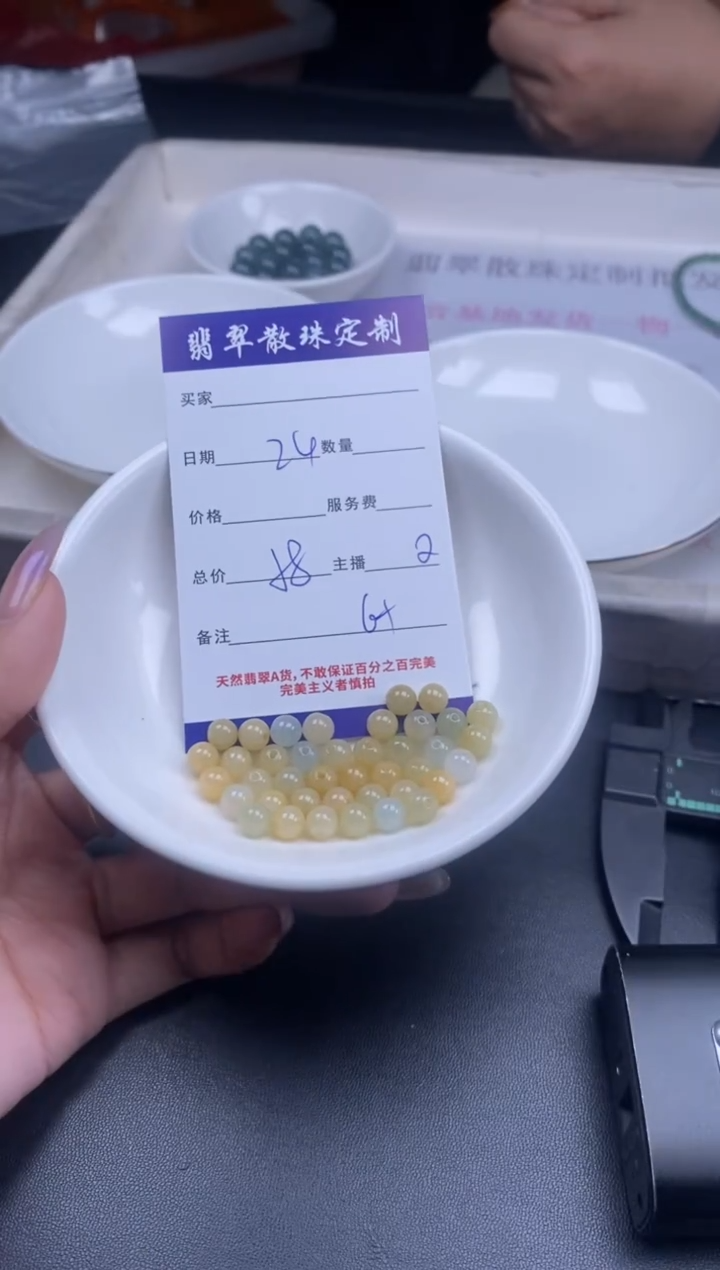 翡翠散珠定制
翡翠散珠定制批发
买家
日期 24 数量
价格 服务费
总价 主播 2
备注 6+
天然翡翠A货，不敢保证百分之百完美
完美主义者慎拍